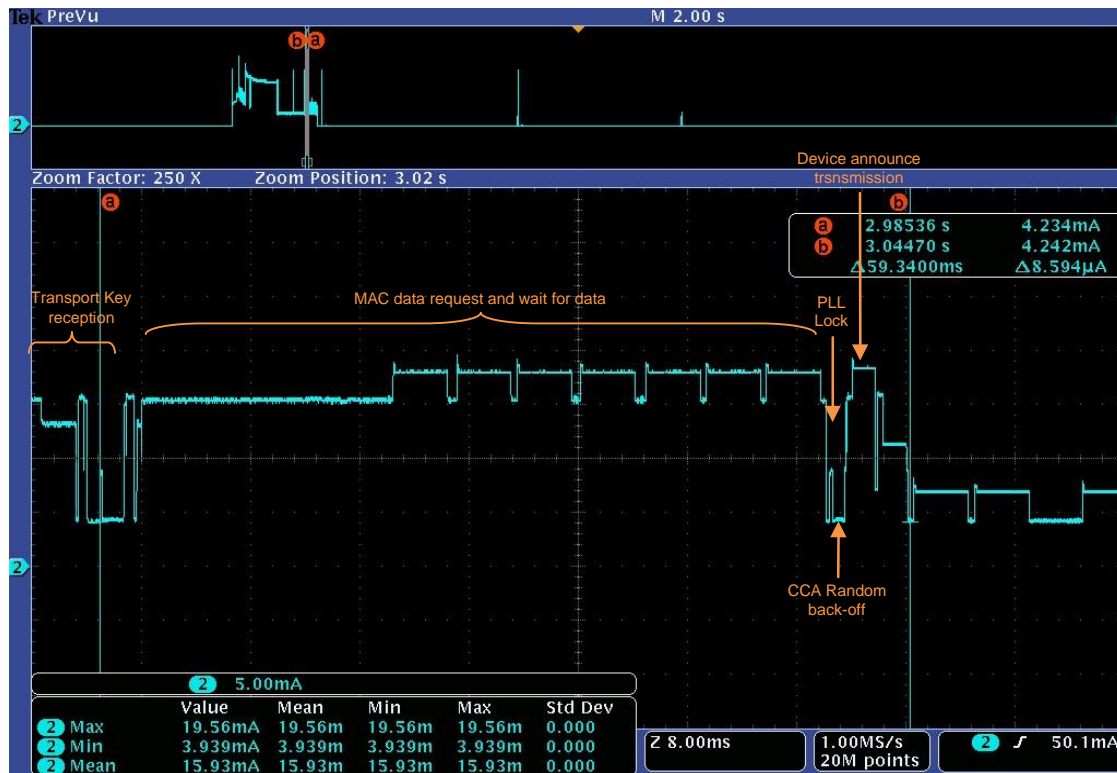 Tek PreVu M 2.00 s
b a
2
Zoom Factor: 250 X Zoom Position: 3.02 s
Device announce
trsnsmission
a
b
a 2.98536 s 4.234mA
b 3.04470 s 4.242mA
Δ59.3400ms Δ8.594µA
Transport Key
reception
MAC data request and wait for data
PLL
Lock
2
CCA Random
back-off
2 5.00mA
Value Mean Min Max Std Dev
2 Max 19.56mA 19.56m 19.56m 19.56m 0.000
2 Min 3.939mA 3.939m 3.939m 3.939m 0.000
2 Mean 15.93mA 15.93m 15.93m 15.93m 0.000
Z 8.00ms
1.00MS/s
20M points
2 50.1mA